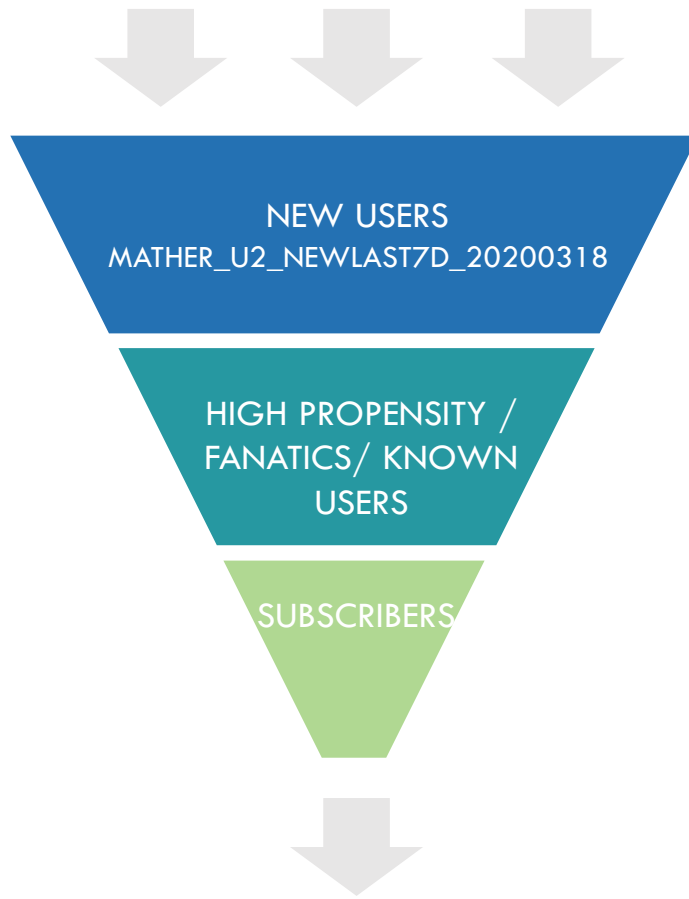 NEW USERS
MATHER_U2_NEWLAST7D_20200318
HIGH PROPENSITY /
FANATICS/ KNOWN
USERS
SUBSCRIBERS